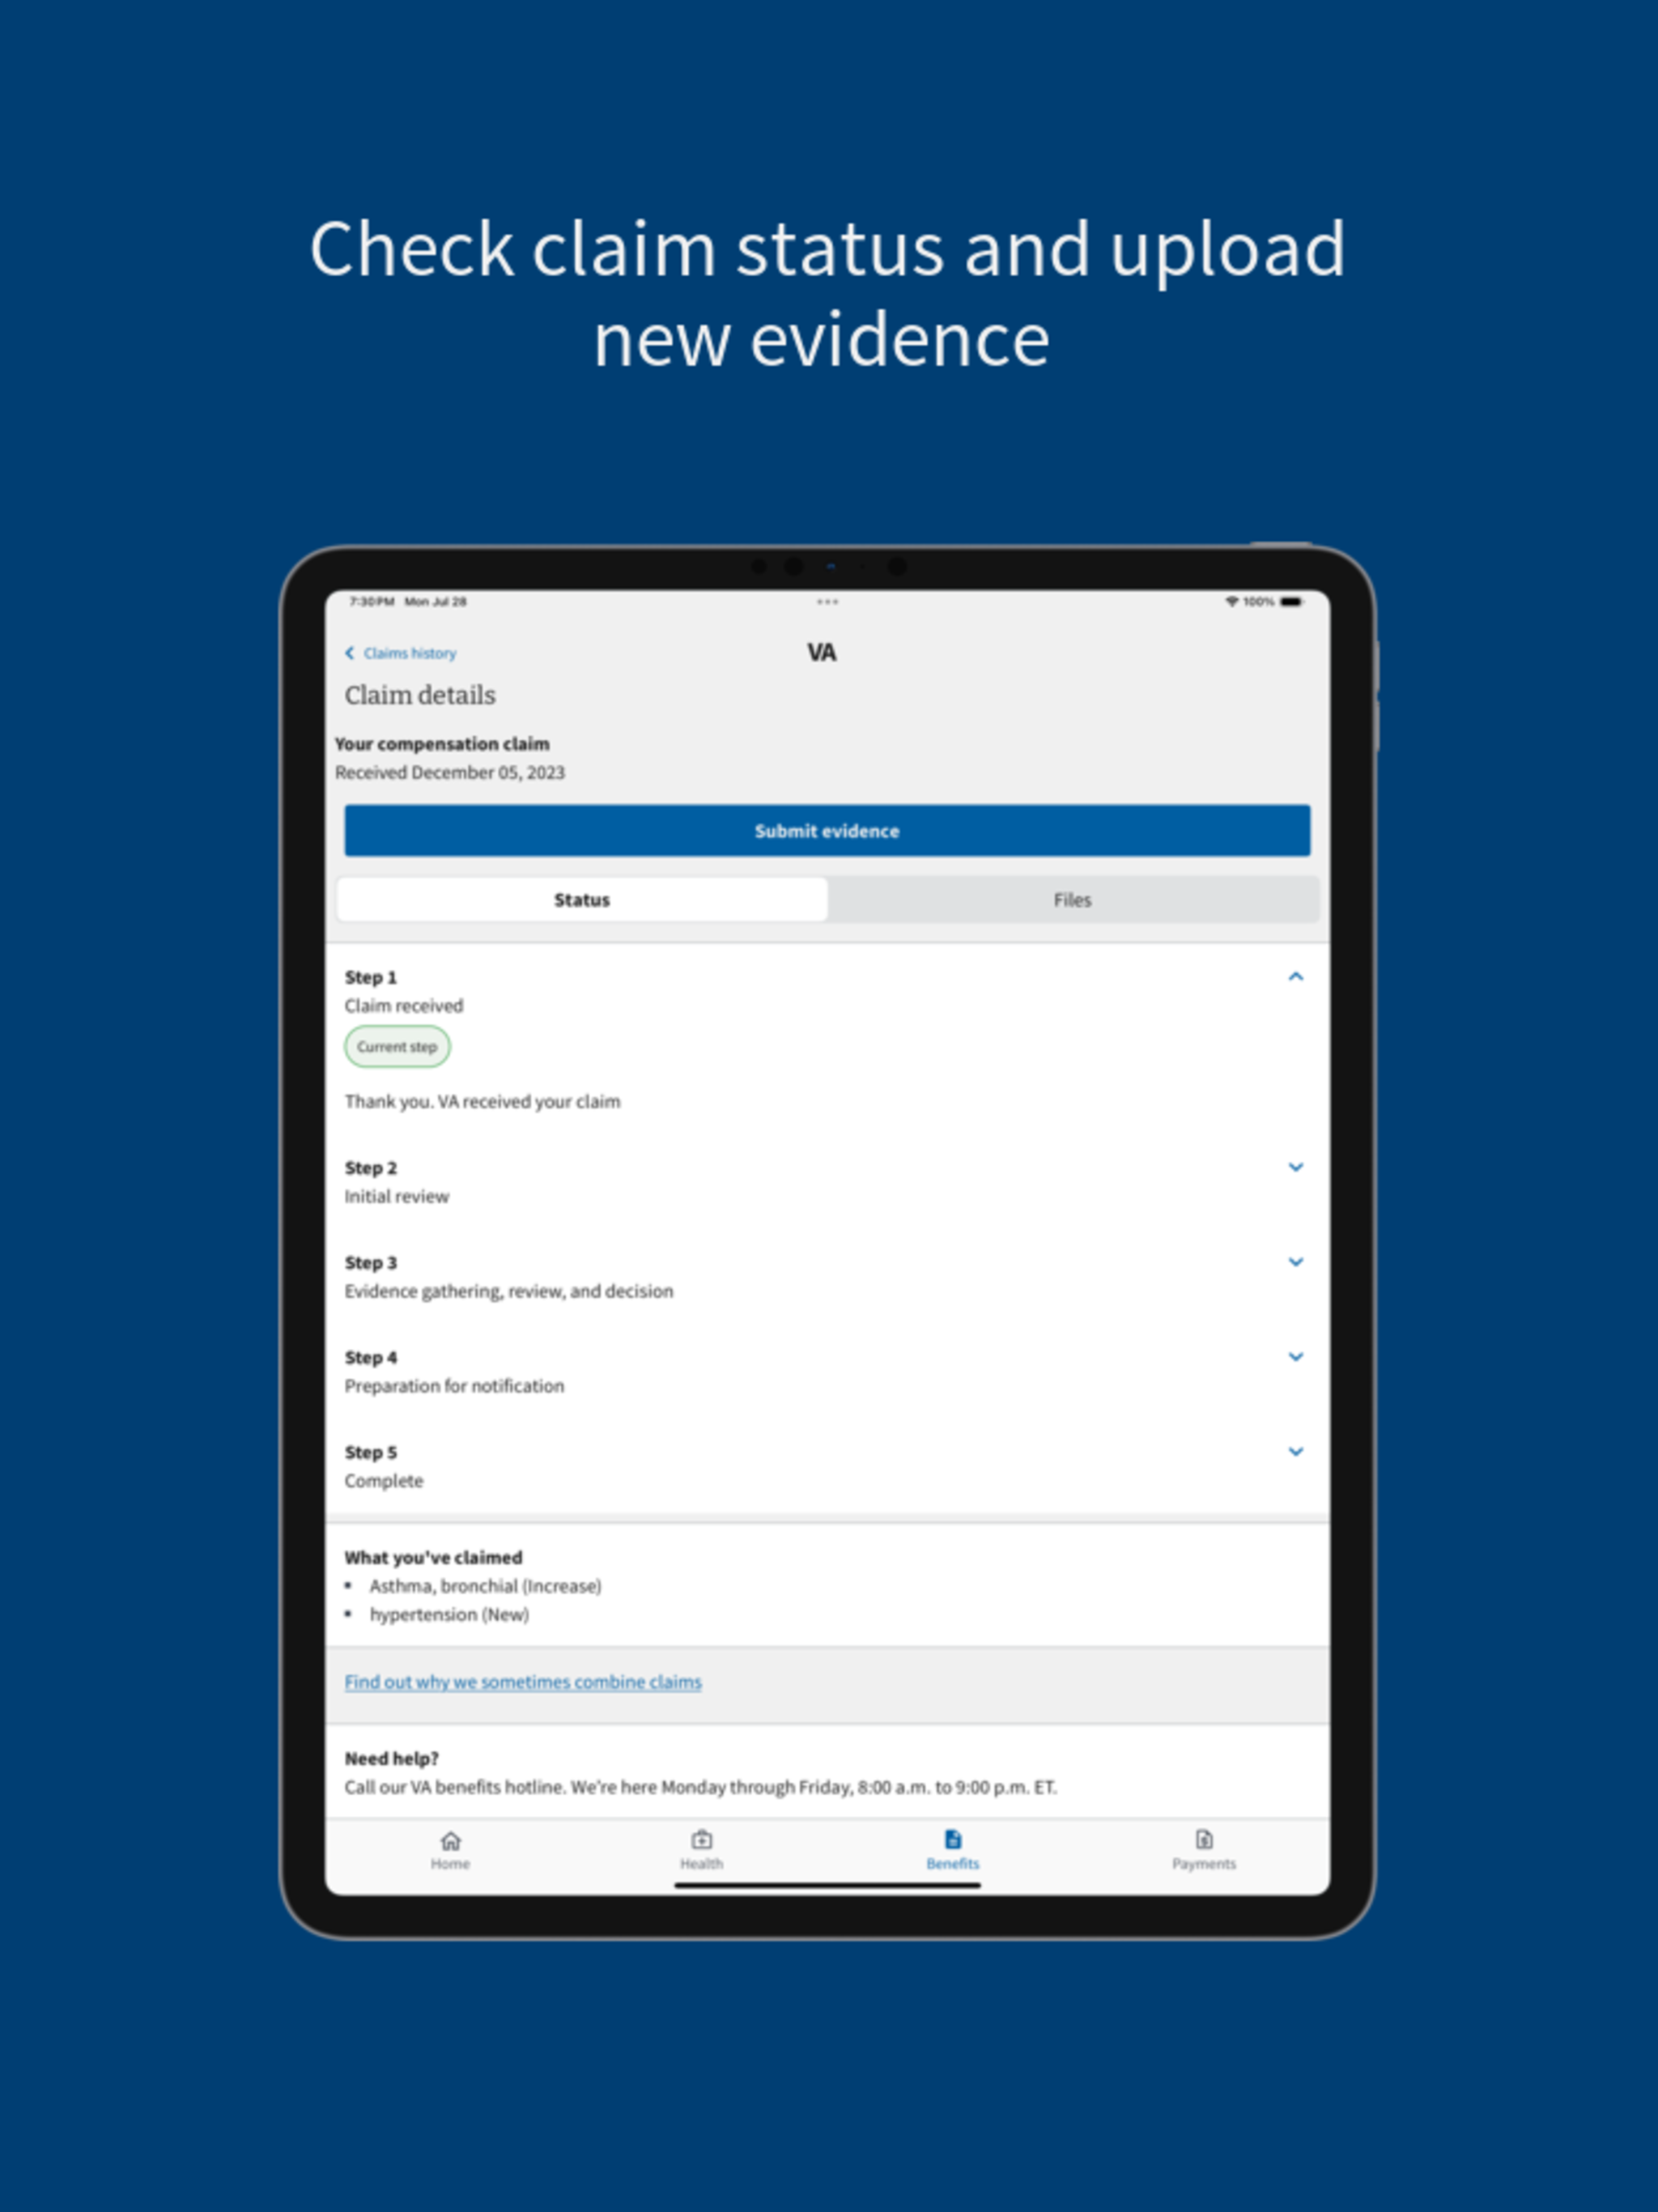 Check claim status and upload
new evidence
7:30 PM Mon Jul 28
100%
Claims history
VA
Claim details
Your compensation claim
Received December 05, 2023
Submit evidence
Status
Files
Step 1
Claim received
Current step
Thank you. VA received your claim
Step 2
Initial review
Step 3
Evidence gathering, review, and decision
Step 4
Preparation for notification
Step 5
Complete
What you've claimed
▪ Asthma, bronchial (Increase)
▪ hypertension (New)
Find out why we sometimes combine claims
Need help?
Call our VA benefits hotline. We're here Monday through Friday, 8:00 a.m. to 9:00 p.m. ET.
Home
Health
Benefits
Payments